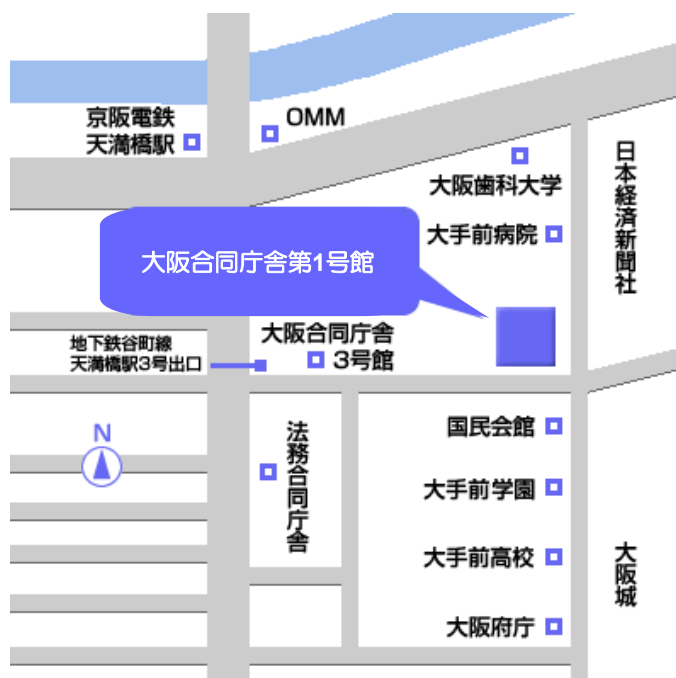 京阪電鉄
天満橋駅
OMM
大阪歯科大学
日本経済新聞社
大手前病院
大阪合同庁舎第1号館
大阪合同庁舎
3号館
地下鉄谷町線
天満橋駅3号出口
N
法務合同庁舎
国民会館
大手前学園
大手前高校
大阪城
大阪府庁